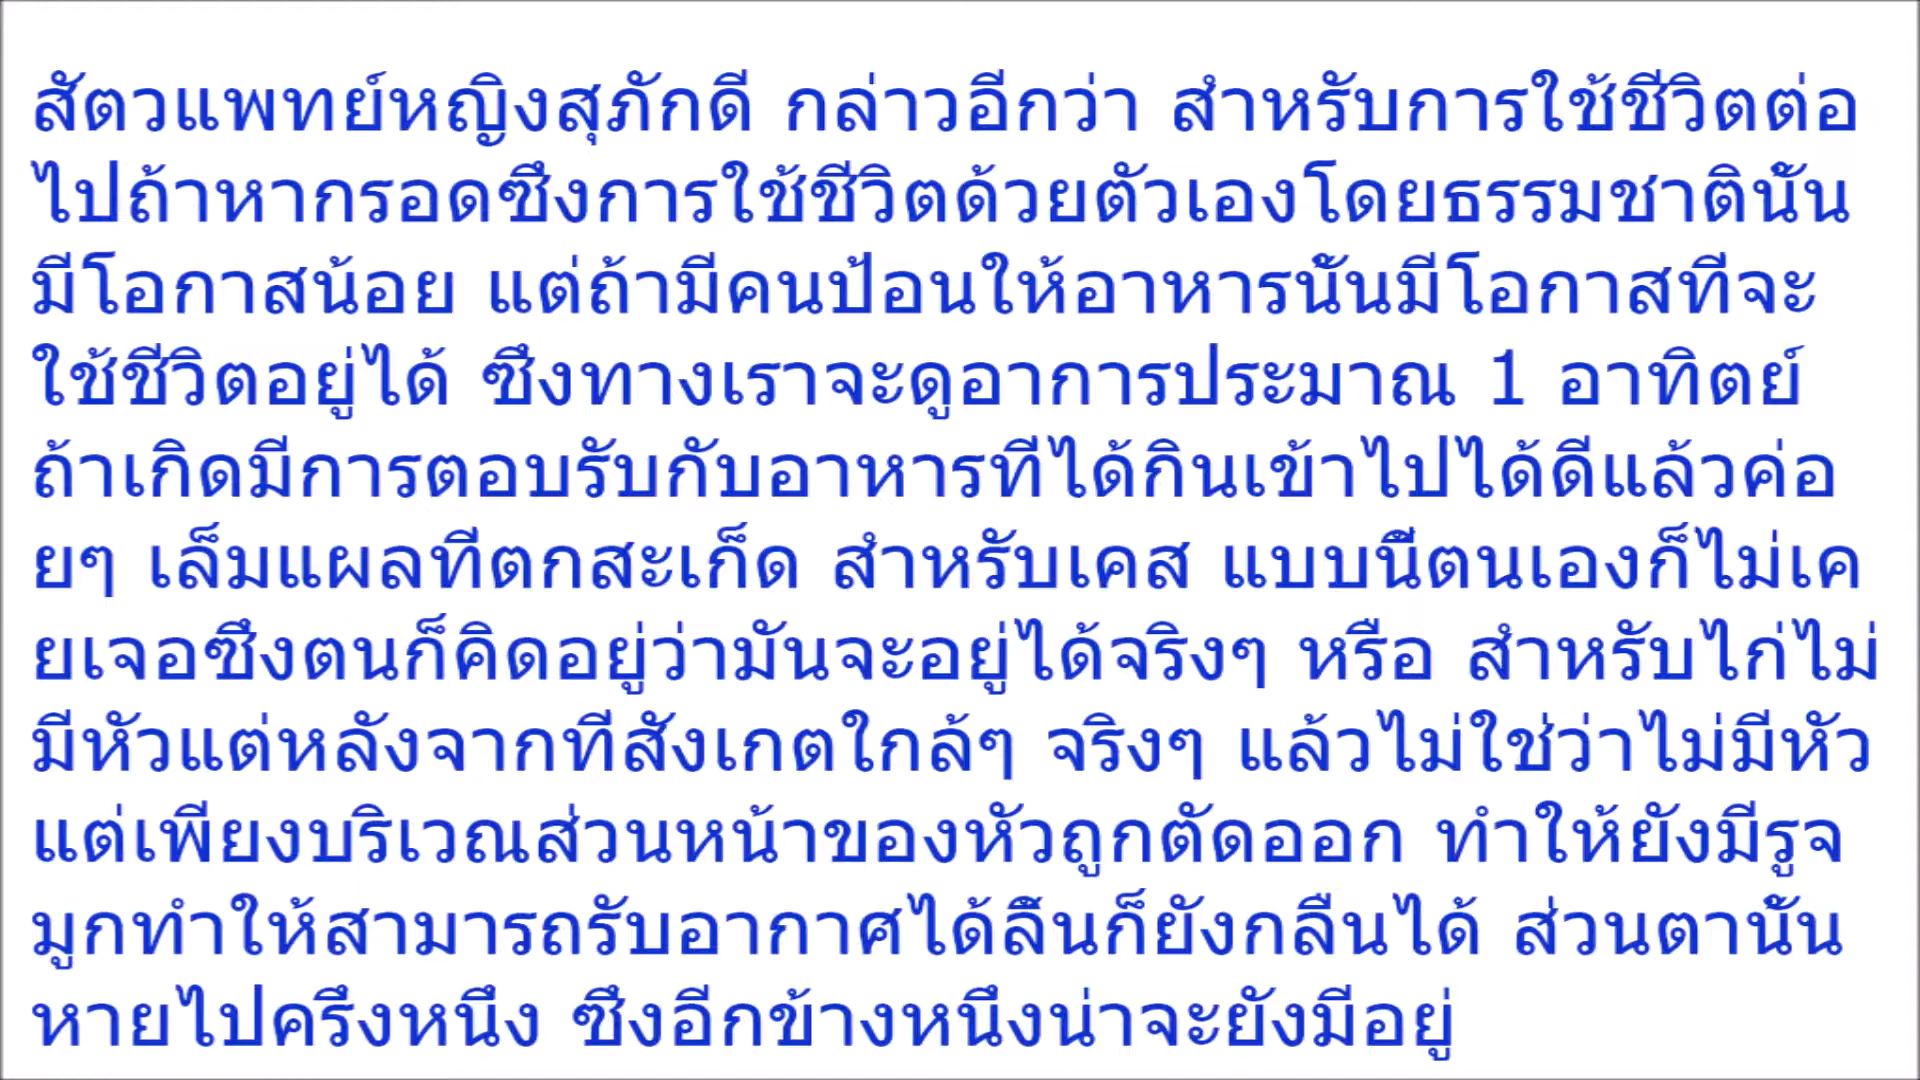 สัตวแพทย์หญิงสุภักดี กล่าวอีกว่า สำหรับการใช้ชีวิตต่อ
ไปถ้าหากรอดซึ่งการใช้ชีวิตด้วยตัวเองโดยธรรมชาตินั้น
มีโอกาสน้อย แต่ถ้ามีคนป้อนให้อาหารนั้นมีโอกาสที่จะ
ใช้ชีวิตอยู่ได้ ซึ่งทางเราจะดูอาการประมาณ 1 อาทิตย์
ถ้าเกิดมีการตอบรับกับอาหารที่ได้กินเข้าไปได้ดีแล้วค่อ
ยๆ เล็มแผลที่ตกสะเก็ด สำหรับเคส แบบนี้ตนเองก็ไม่เค
ยเจอซึ่งตนก็คิดอยู่ว่ามันจะอยู่ได้จริงๆ หรือ สำหรับไก่ไม่
มีหัวแต่หลังจากที่สังเกตใกล้ๆ จริงๆ แล้วไม่ใช่ว่าไม่มีหัว
แต่เพียงบริเวณส่วนหน้าของหัวถูกตัดออก ทำให้ยังมีรูจ
มูกทำให้สามารถรับอากาศได้ลิ้นก็ยังกลืนได้ ส่วนตานั้น
หายไปครึ่งหนึ่ง ซึ่งอีกข้างหนึ่งน่าจะยังมีอยู่